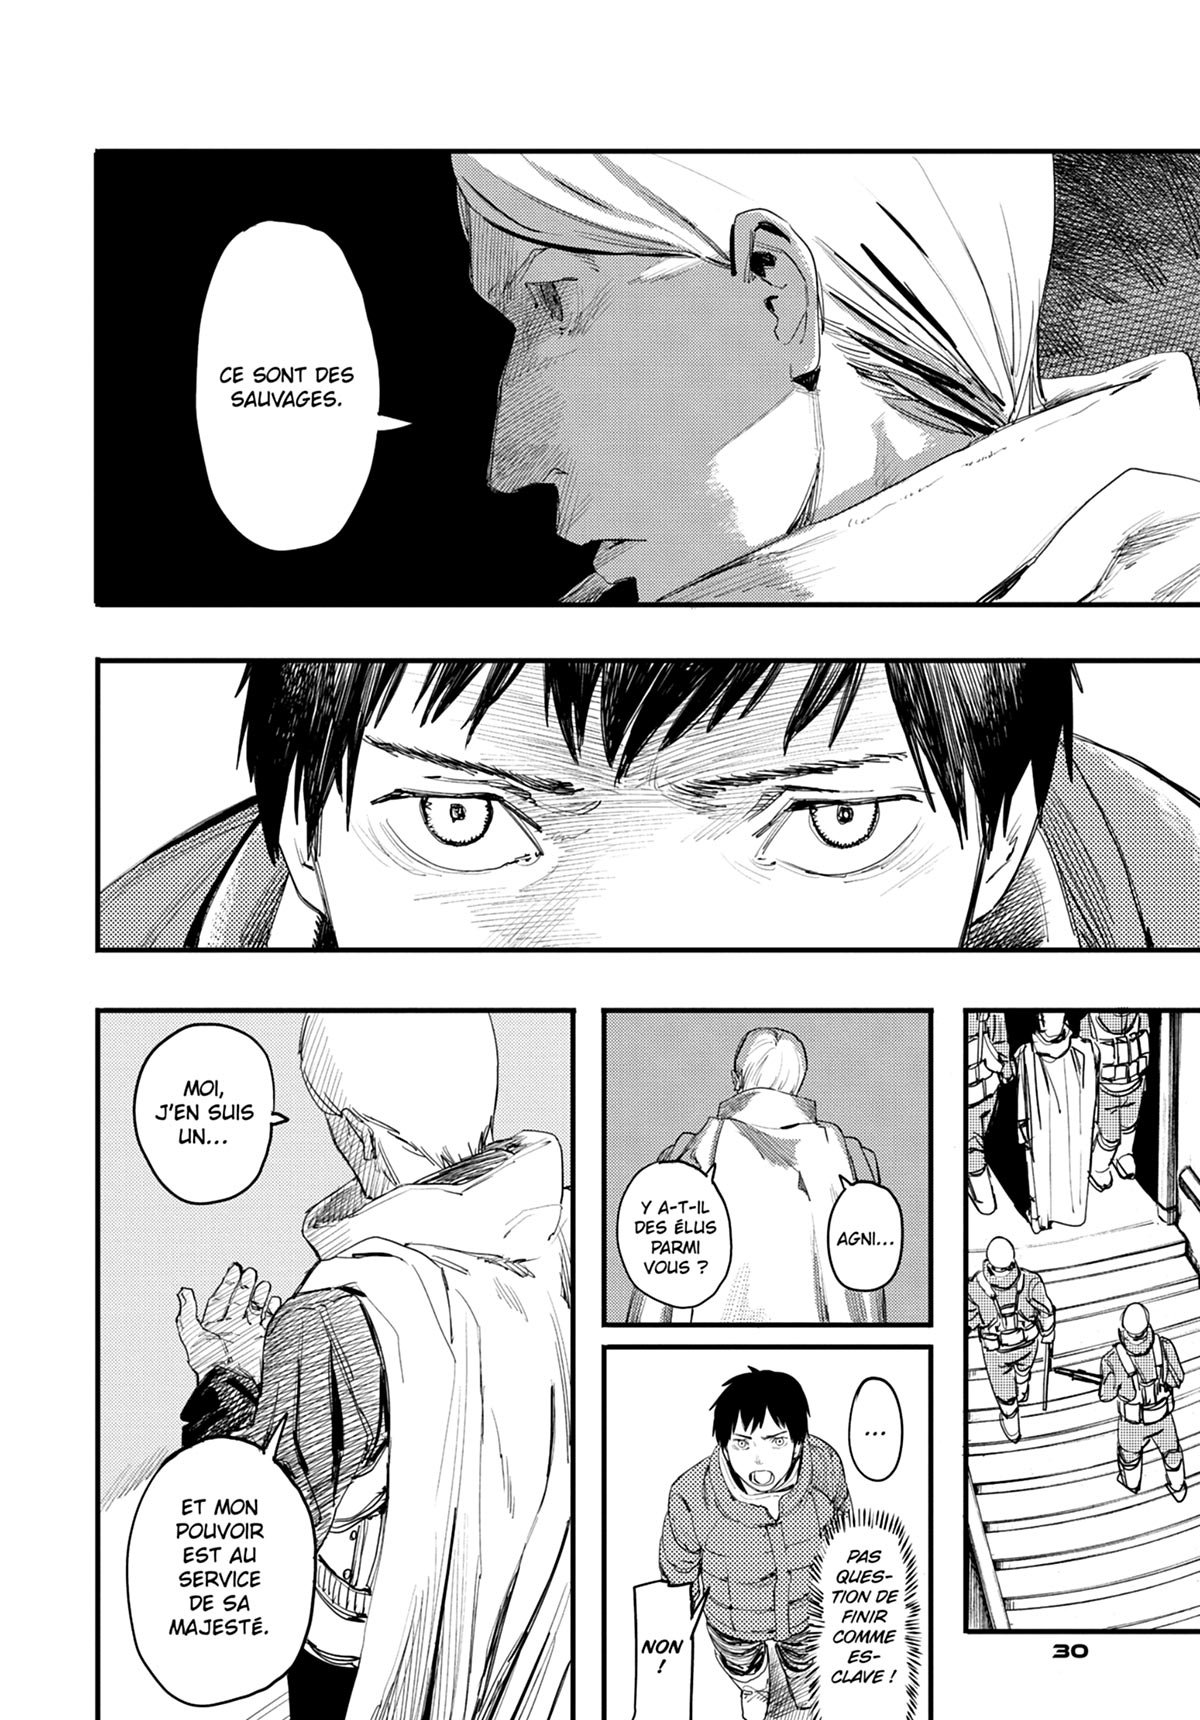 CE SONT DES
SAUVAGES.
AGNI...
Y A-T-IL
DES ÉLUS
PARMI
VOUS ?
...
PAS
QUES-
TION DE
FINIR
COMME
ES-
CLAVE !
NON
!
MOI,
J'EN SUIS
UN...
ET MON
POUVOIR
EST AU
SERVICE
DE SA
MAJESTÉ.
30